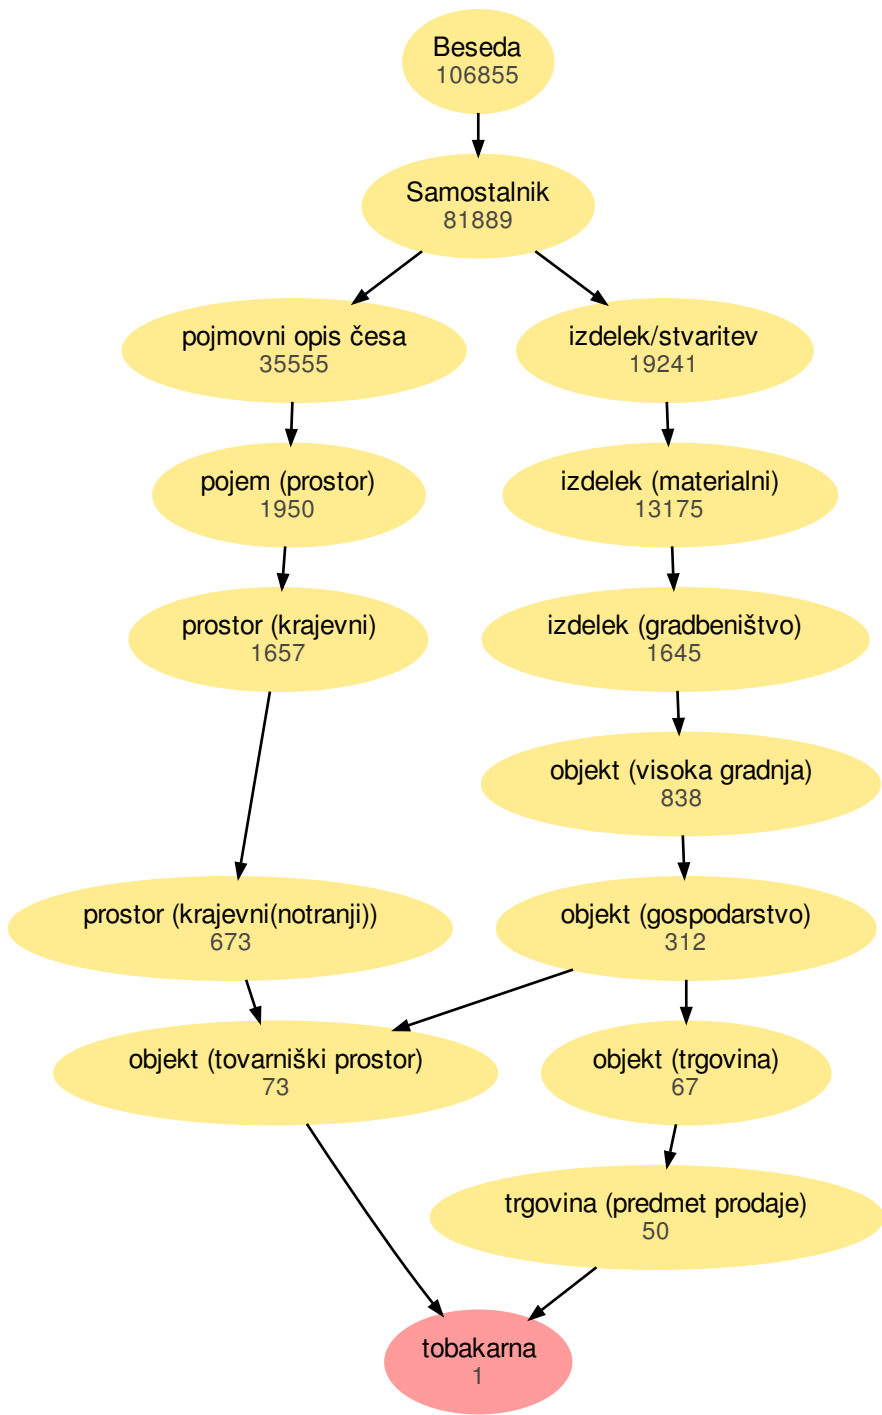 Beseda
106855
Samostalnik
81889
pojmovni opis česa
35555
izdelek/stvaritev
19241
pojem (prostor)
1950
izdelek (materialni)
13175
prostor (krajevni)
1657
izdelek (gradbeništvo)
1645
objekt (visoka gradnja)
838
prostor (krajevni(notranji))
673
objekt (gospodarstvo)
312
objekt (tovarniški prostor)
73
objekt (trgovina)
67
trgovina (predmet prodaje)
50
tobakarna
1